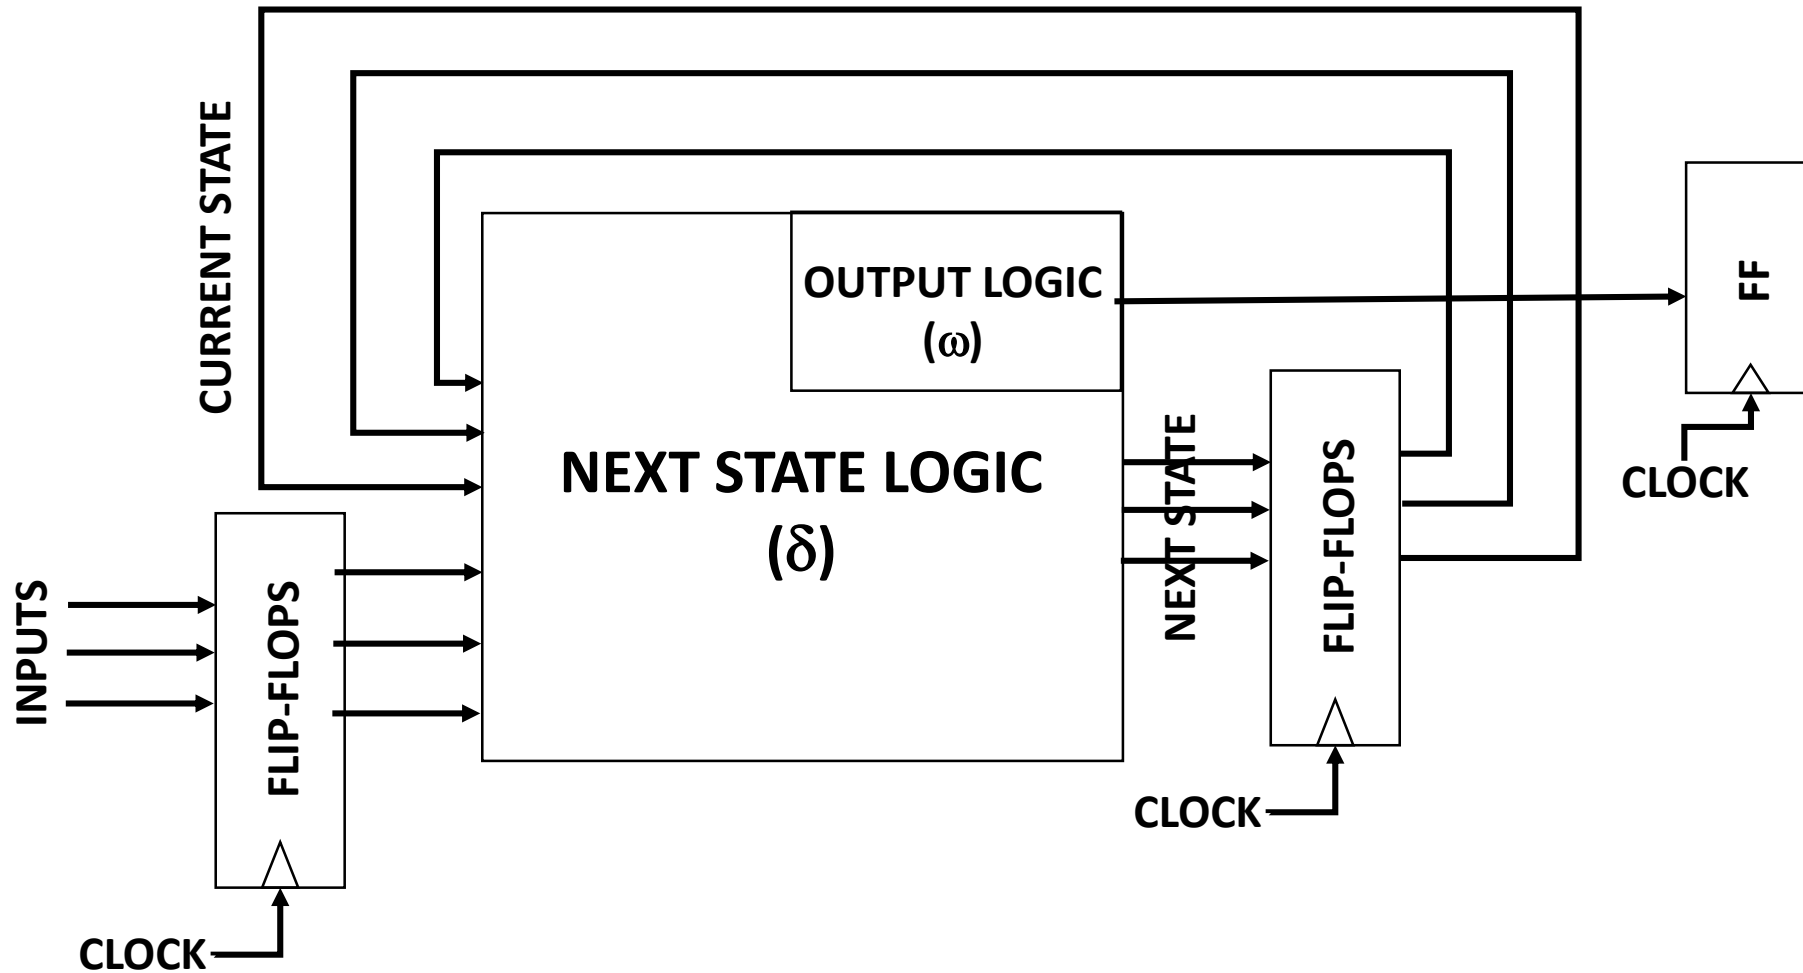 CURRENT STATE
OUTPUT LOGIC
(ω)
FF
NEXT STATE LOGIC
(δ)
NEXT STATE
FLIP-FLOPS
CLOCK
INPUTS
FLIP-FLOPS
CLOCK
CLOCK